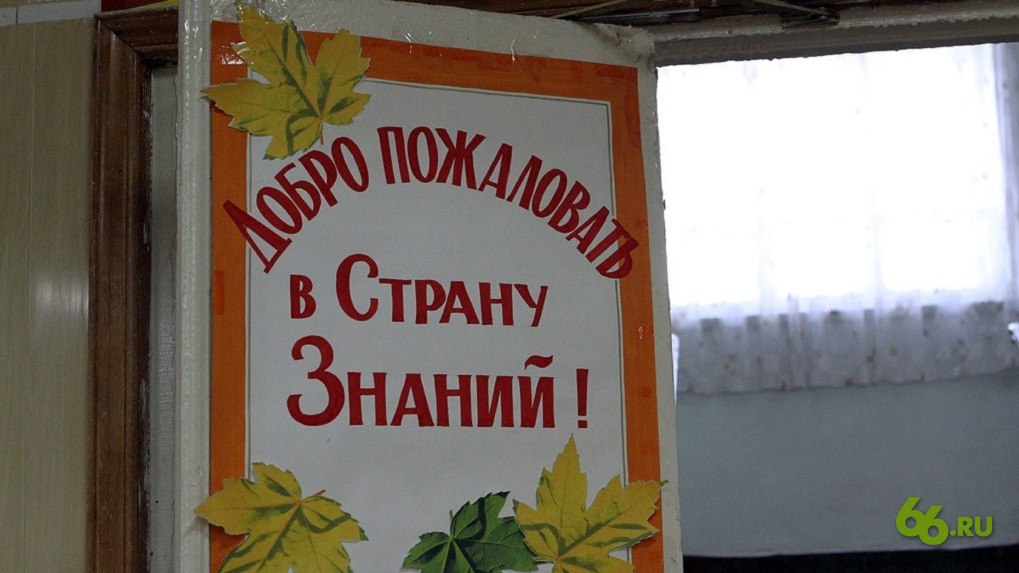 Добро пожаловать
в Страну
Знаний!
66.RU